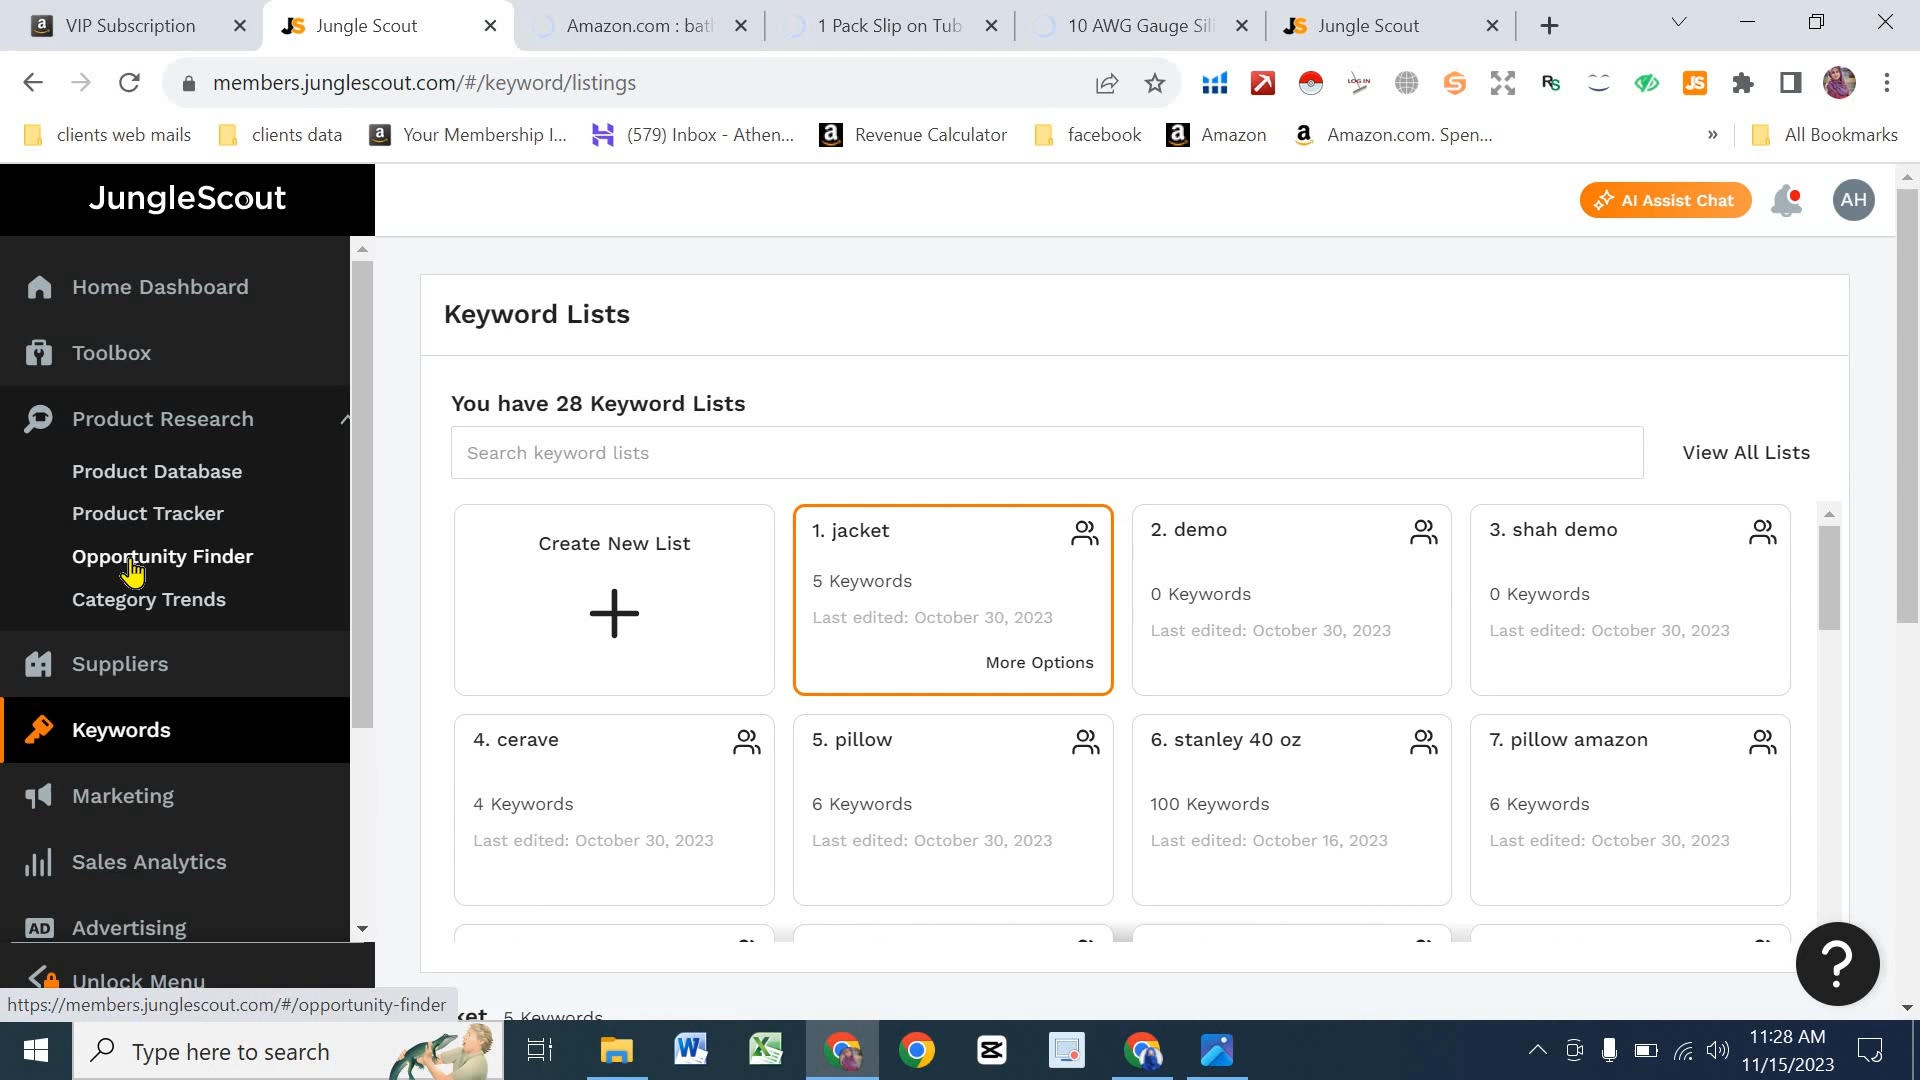 VIP Subscription
Jungle Scout
Amazon.com : bath
1 Pack Slip on Tub
10 AWG Gauge Sili
Jungle Scout
members.junglescout.com/#/keyword/listings
clients web mails
clients data
Your Membership I...
(579) Inbox - Athen...
Revenue Calculator
facebook
Amazon
Amazon.com. Spen...
»
All Bookmarks
JungleScout
AI Assist Chat
AH
Home Dashboard
Toolbox
Product Research
Product Database
Product Tracker
Opportunity Finder
Category Trends
Suppliers
Keywords
Marketing
Sales Analytics
AD Advertising
Unlock Menu
https://members.junglescout.com/#/opportunity-finder
Keyword Lists
You have 28 Keyword Lists
Search keyword lists
View All Lists
Create New List
1. jacket
5 Keywords
Last edited: October 30, 2023
More Options
2. demo
0 Keywords
Last edited: October 30, 2023
3. shah demo
0 Keywords
Last edited: October 30, 2023
4. cerave
4 Keywords
Last edited: October 30, 2023
5. pillow
6 Keywords
Last edited: October 30, 2023
6. stanley 40 oz
100 Keywords
Last edited: October 16, 2023
7. pillow amazon
6 Keywords
Last edited: October 30, 2023
ket 5 Keywords
Type here to search
11:28 AM
11/15/2023